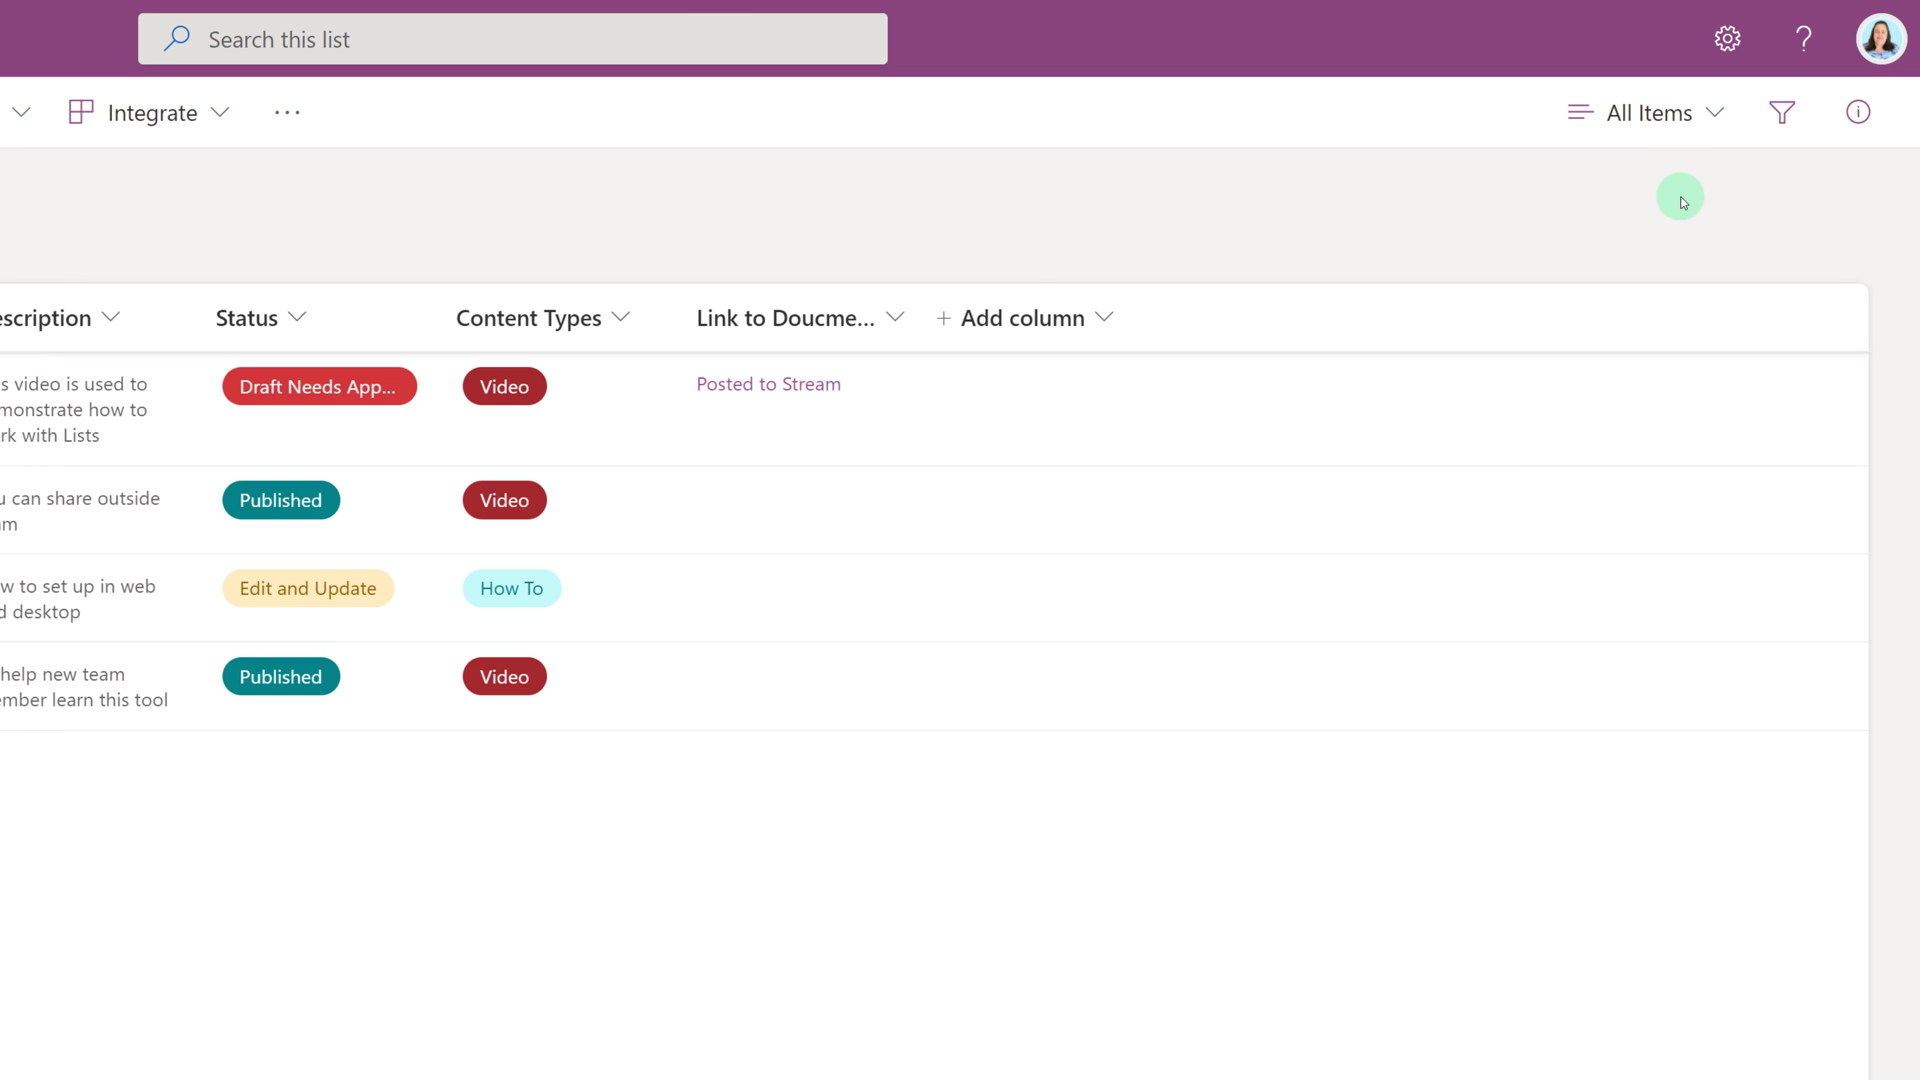 Search this list
Integrate
All Items
escription Status Content Types Link to Doucme... + Add column
s video is used to
monstrate how to
rk with Lists
Draft Needs App... Video Posted to Stream
u can share outside
am
Published Video
w to set up in web
d desktop
Edit and Update How To
help new team
ember learn this tool
Published Video